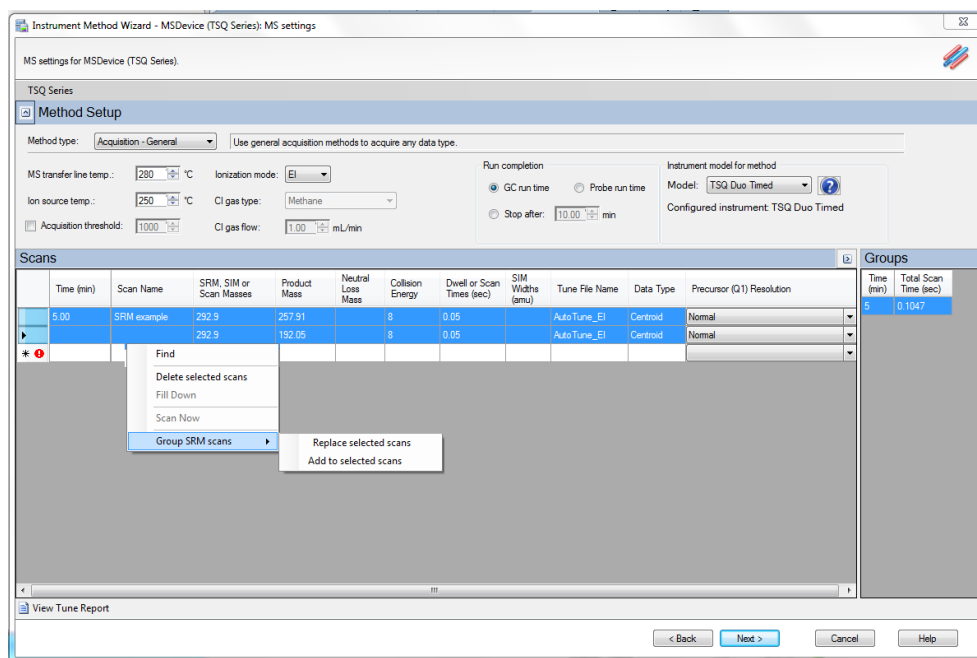 Instrument Method Wizard - MSDevice (TSQ Series): MS settings
MS settings for MSDevice (TSQ Series).
TSQ Series
Method Setup
Method type: Acquisition - General Use general acquisition methods to acquire any data type.
MS transfer line temp.: 280 °C Ionization mode: EI
Ion source temp.: 250 °C CI gas type: Methane
Acquisition threshold: 1000 CI gas flow: 1.00 mL/min
Run completion
GC run time Probe run time
Stop after: 10.00 min
Instrument model for method
Model: TSQ Duo Timed
Configured instrument: TSQ Duo Timed
Scans
Time (min) Scan Name SRM, SIM or Scan Masses Product Mass Neutral Loss Mass Collision Energy Dwell or Scan Times (sec) SIM Widths (amu) Tune File Name Data Type Precursor (Q1) Resolution
5.00 SRM example 292.9 257.91 8 0.05 AutoTune_EI Centroid Normal
292.9 192.05 8 0.05 AutoTune_EI Centroid Normal
Find
Delete selected scans
Fill Down
Scan Now
Group SRM scans
Replace selected scans
Add to selected scans
Groups
Time (min) Total Scan Time (sec)
5 0.1047
View Tune Report
< Back Next > Cancel Help